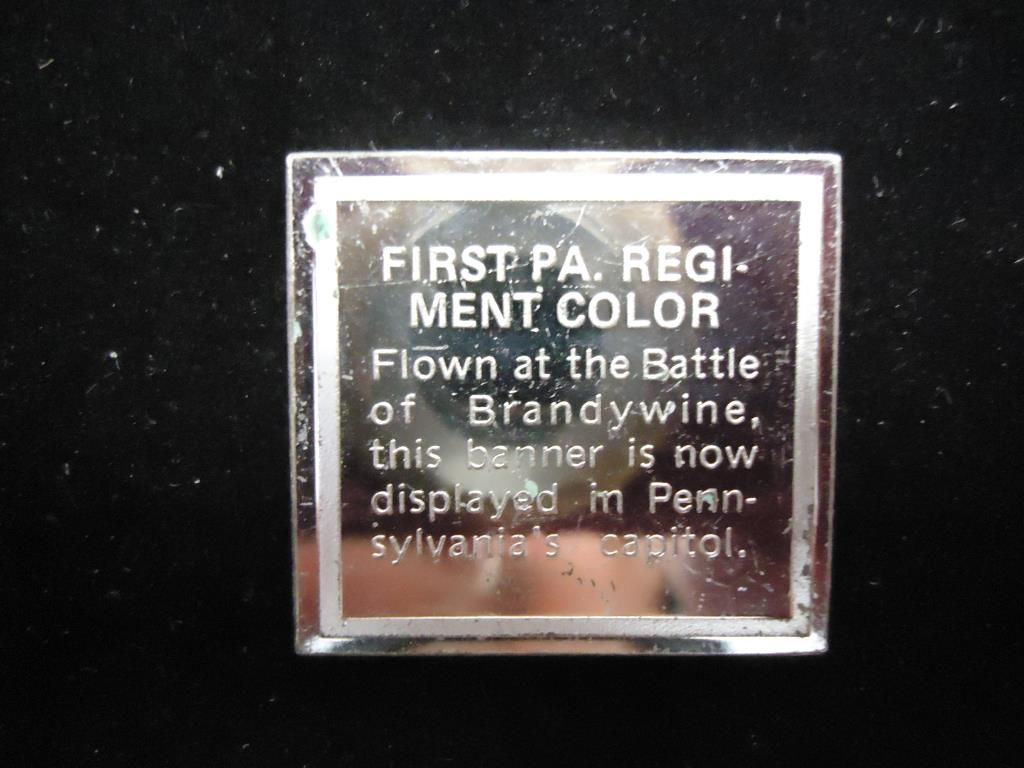 FIRST PA. REGI-
MENT COLOR
Flown at the Battle
of Brandywine,
this banner is now
displayed in Penn-
sylvania's capitol.